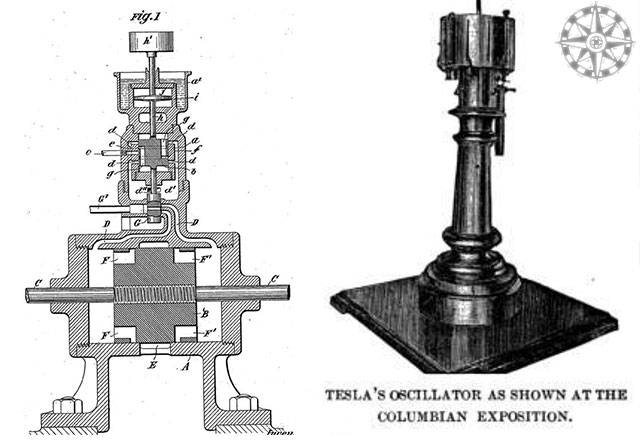 Fig. 1
h'
a'
i
h
g
d
d
a
e
c
f
d
d
g
b
d'' d'
G'
G
D
D
F
F'
C
C
B
F
F'
E
A
TESLA'S OSCILLATOR AS SHOWN AT THE
COLUMBIAN EXPOSITION.